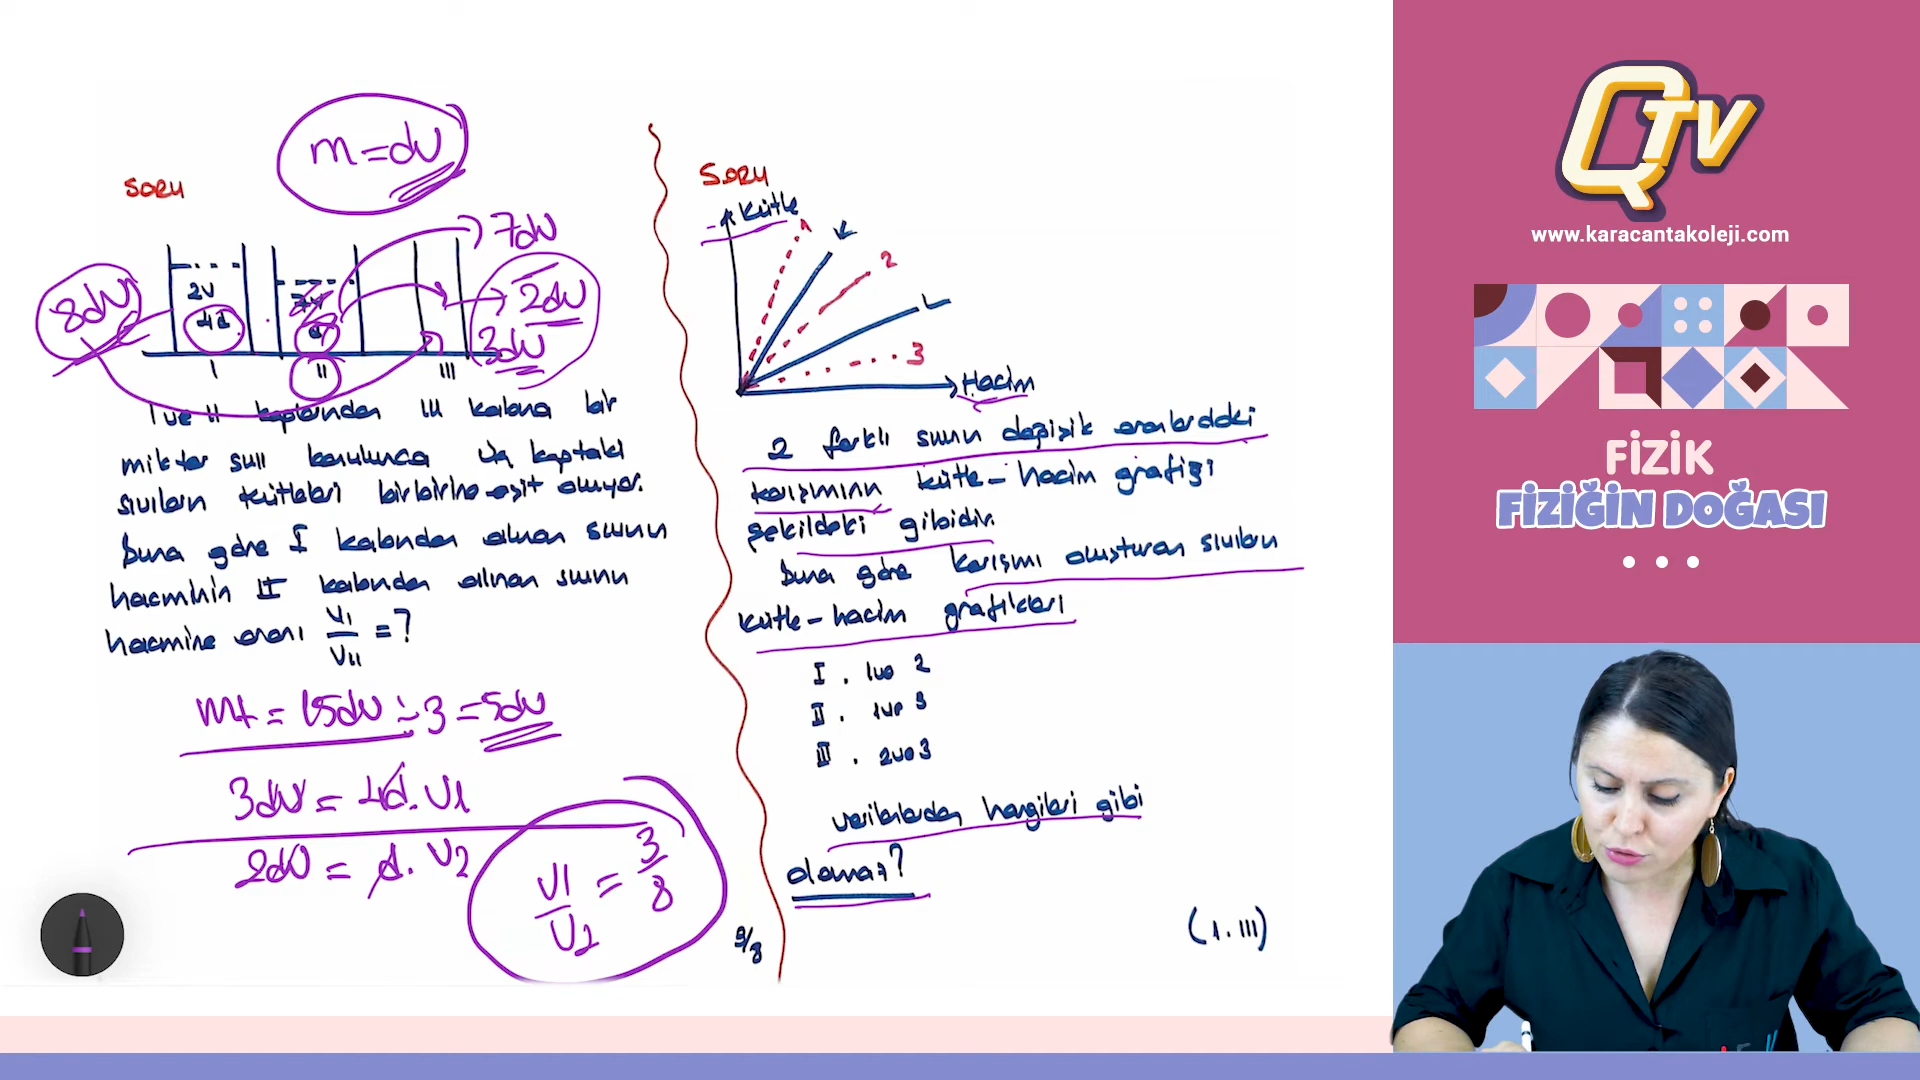 m = dV
SORU
7dV
8dV
2V
4d
2dV
3dV
I
II
III
I ve II kaplarından III kabına bir
miktar sıvı konulunca üç kaptaki
sıvıların kütleleri birbirine eşit oluyor.
Buna göre I kabından alınan sıvının
hacminin II kabından alınan sıvının
hacmine oranı V₁/V₁₁ = ?
mt = 15dV ÷ 3 = 5dV
3dV = 4d.V1
2dV = d.V2
V1/V2 = 3/8
3/8
SORU
Kütle
K
2
L
3
Hacim
2 farklı sıvının değişik oranlardaki
karışımının kütle - hacim grafiği
şekildeki gibidir.
Buna göre karışımı oluşturan sıvıların
kütle - hacim grafikleri
I. 1 ve 2
II. 1 ve 3
III. 2 ve 3
verilenlerden hangileri gibi
olamaz?
(I. III)
QTV
www.karacantakoleji.com
FİZİK
FİZİĞİN DOĞASI